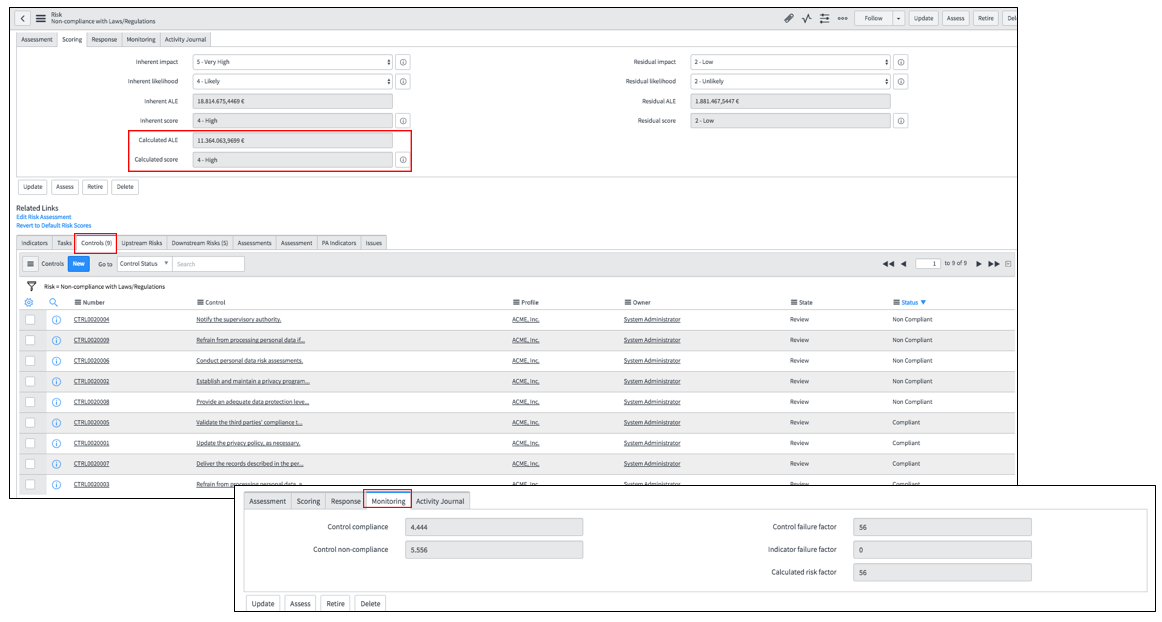 Risk
Non-compliance with Laws/Regulations
Follow
Update
Assess
Retire
Del
Assessment Scoring Response Monitoring Activity Journal
Inherent impact 5 - Very High
Residual impact 2 - Low
Inherent likelihood 4 - Likely
Residual likelihood 2 - Unlikely
Inherent ALE 18.814.675,4469 €
Residual ALE 1.881.467,5447 €
Inherent score 4 - High
Residual score 2 - Low
Calculated ALE 11.364.063,9699 €
Calculated score 4 - High
Update Assess Retire Delete
Related Links
Edit Risk Assessment
Revert to Default Risk Scores
Indicators Tasks Controls (9) Upstream Risks Downstream Risks (5) Assessments Assessment PA Indicators Issues
Controls New Go to Control Status Search 1 to 9 of 9
Risk = Non-compliance with Laws/Regulations
Number Control Profile Owner State Status
CTRL0020004 Notify the supervisory authority. ACME, Inc. System Administrator Review Non Compliant
CTRL0020009 Refrain from processing personal data if... ACME, Inc. System Administrator Review Non Compliant
CTRL0020006 Conduct personal data risk assessments. ACME, Inc. System Administrator Review Non Compliant
CTRL0020002 Establish and maintain a privacy program... ACME, Inc. System Administrator Review Non Compliant
CTRL0020008 Provide an adequate data protection leve... ACME, Inc. System Administrator Review Non Compliant
CTRL0020005 Validate the third parties' compliance t... ACME, Inc. System Administrator Review Compliant
CTRL0020001 Update the privacy policy, as necessary. ACME, Inc. System Administrator Review Compliant
CTRL0020007 Deliver the records described in the per... ACME, Inc. System Administrator Review Compliant
CTRL0020003 Refrain from processing personal data ACME, Inc. System Administrator Review Compliant
Assessment Scoring Response Monitoring Activity Journal
Control compliance 4.444
Control failure factor 56
Control non-compliance 5.556
Indicator failure factor 0
Calculated risk factor 56
Update Assess Retire Delete